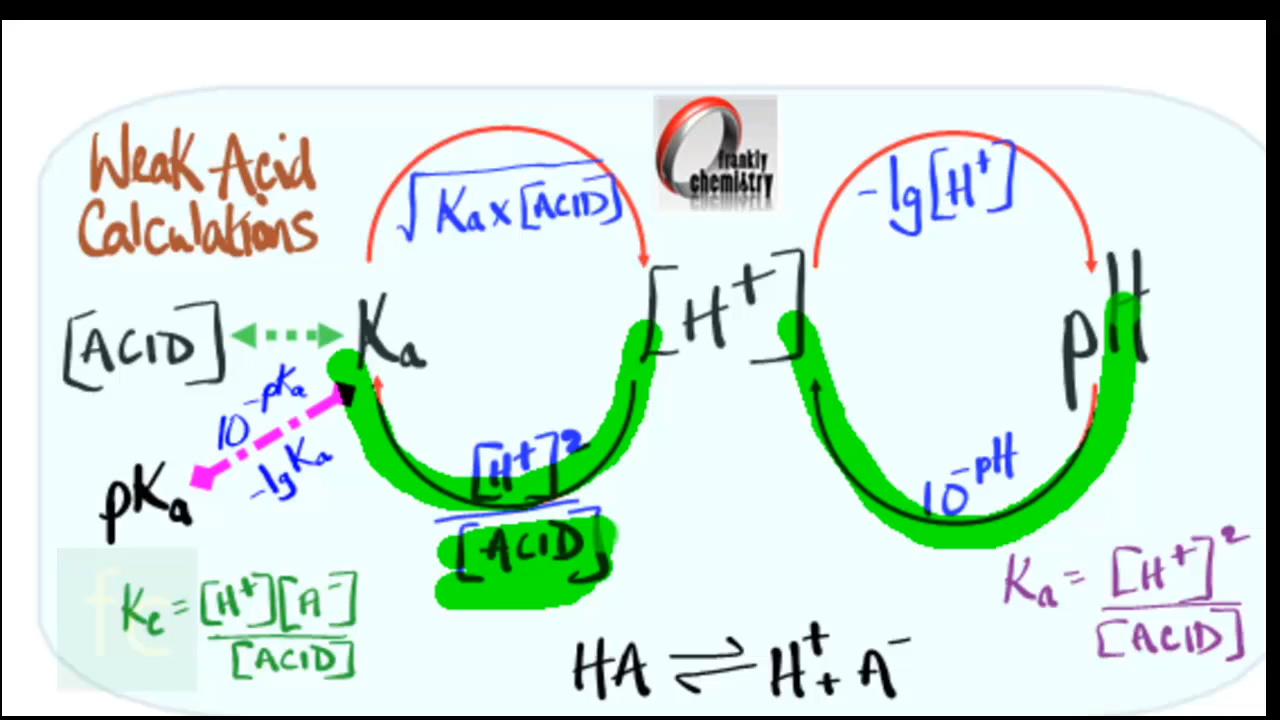 Weak Acid
Calculations
√Ka x [ACID]
frankly
chemistry
-lg[H⁺]
[ACID]
Ka
[H⁺]
pH
10^-pKa
-lgKa
pKa
[H⁺]²
[ACID]
10^-pH
Kc = [H⁺][A⁻]
[ACID]
Ka = [H⁺]²
[ACID]
HA ⇌ H⁺ + A⁻
fc